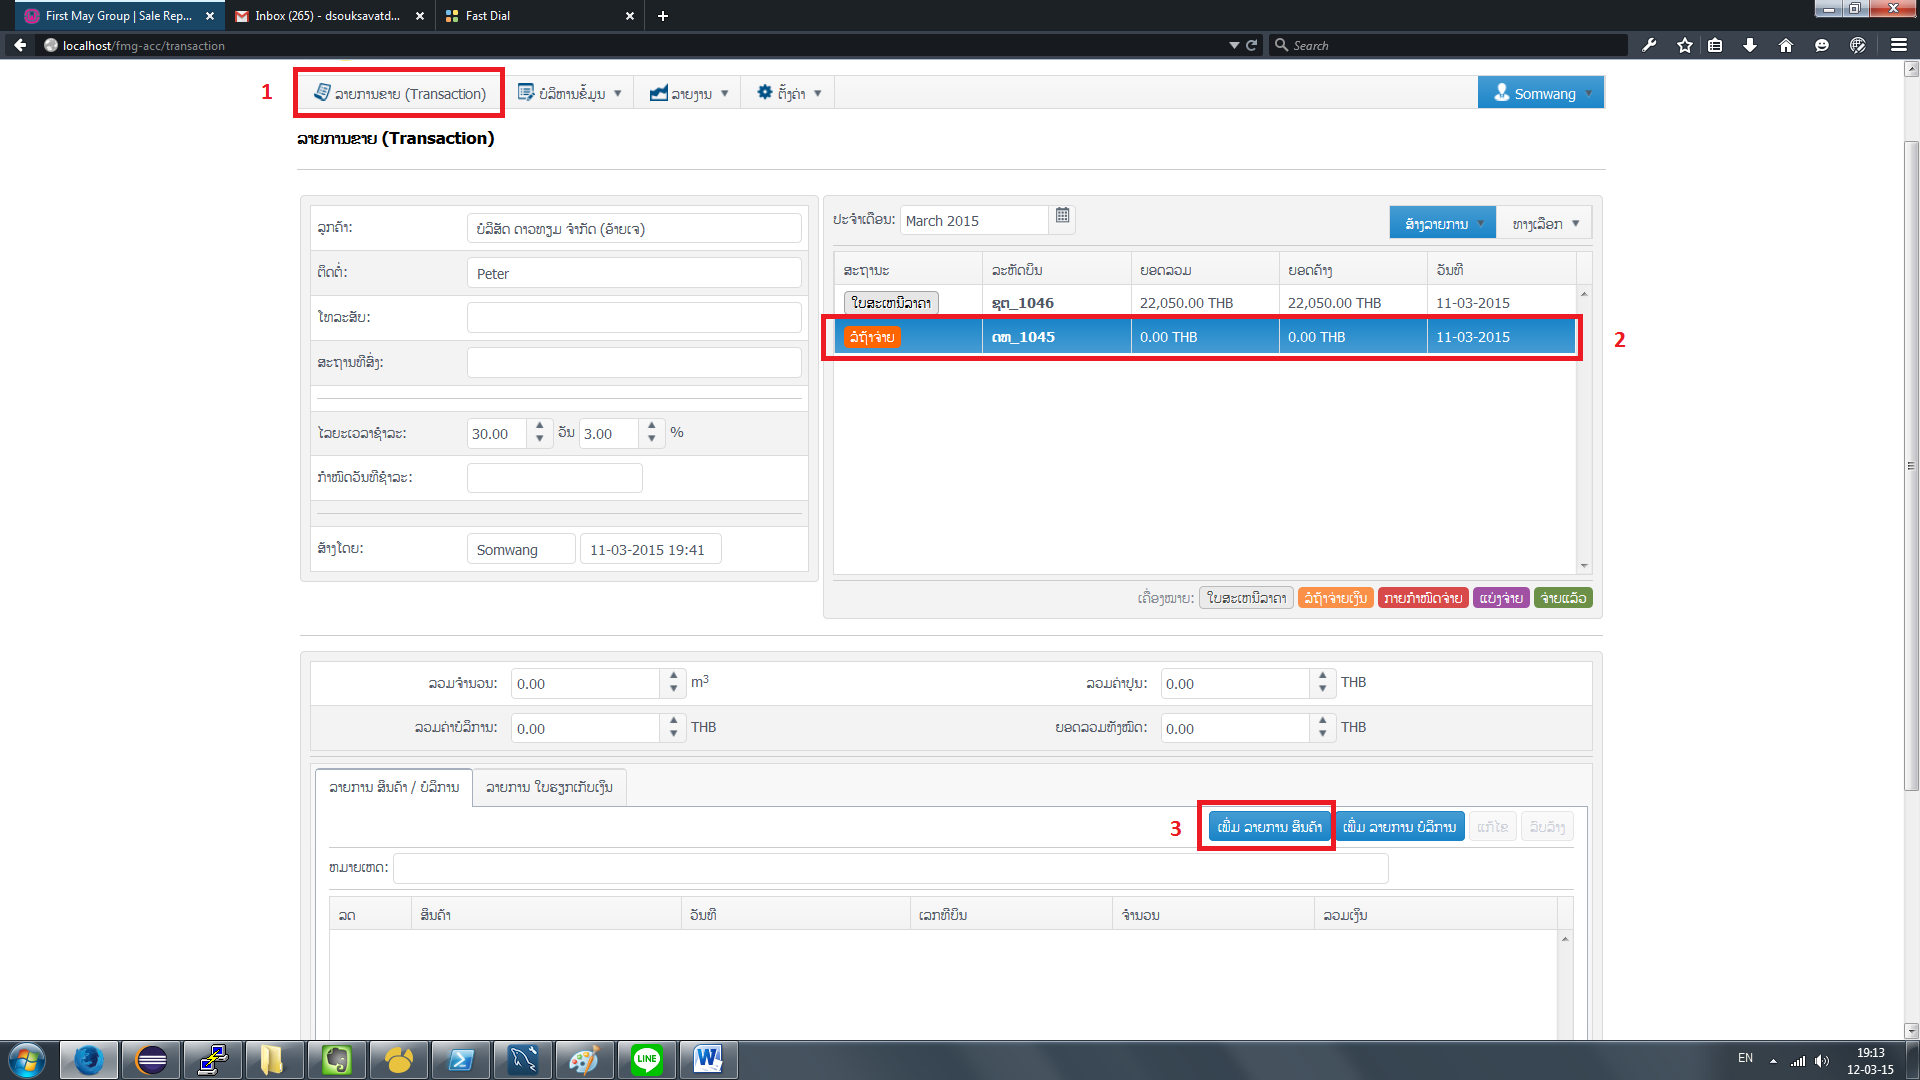 First May Group | Sale Rep...
Inbox (265) - dsouksavatd...
Fast Dial
localhost/fmg-acc/transaction
Search
1
ລາຍການຂາຍ (Transaction)
ບໍລິຫານຂໍ້ມູນ
ລາຍງານ
ຕັ້ງຄ່າ
Somwang
ລາຍການຂາຍ (Transaction)
ລູກຄ້າ: ບໍລິສັດ ດາວທຽມ ຈຳກັດ (ອ້າຍເຈ)
ຕິດຕໍ່: Peter
ໂທລະສັບ:
ສະຖານທີ່ສົ່ງ:
ໄລຍະເວລາຊຳລະ: 30.00 ວັນ 3.00 %
ກຳໜົດວັນທີຊຳລະ:
ສ້າງໂດຍ: Somwang 11-03-2015 19:41
ປະຈຳເດືອນ: March 2015
ສ້າງລາຍການ
ທາງເລືອກ
ສະຖານະ ລະຫັດບິນ ຍອດລວມ ຍອດຄ້າງ ວັນທີ
ໃບສະເຫນີລາຄາ ຊຕ_1046 22,050.00 THB 22,050.00 THB 11-03-2015
ລໍຖ້າຈ່າຍ ດຫ_1045 0.00 THB 0.00 THB 11-03-2015
2
ເຄື່ອງໝາຍ: ໃບສະເຫນີລາຄາ ລໍຖ້າຈ່າຍເງິນ ກາຍກຳໜົດຈ່າຍ ແບ່ງຈ່າຍ ຈ່າຍແລ້ວ
ລວມຈຳນວນ: 0.00 m3
ລວມຄ່າປູນ: 0.00 THB
ລວມຄ່າບໍລິການ: 0.00 THB
ຍອດລວມທັງໝົດ: 0.00 THB
ລາຍການ ສິນຄ້າ / ບໍລິການ
ລາຍການ ໃບຮຽກເກັບເງິນ
3
ເພີ່ມ ລາຍການ ສິນຄ້າ
ເພີ່ມ ລາຍການ ບໍລິການ
ແກ້ໄຂ
ລົບລ້າງ
ຫມາຍເຫດ:
ລດ ສິນຄ້າ ວັນທີ ເລກທີບິນ ຈຳນວນ ລວມເງິນ
LINE
EN
19:13
12-03-15